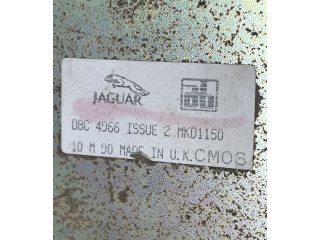 JAGUAR
DBC 4966 ISSUE 2 MKD1150
10 M 90 MADE IN U.K. CMOS